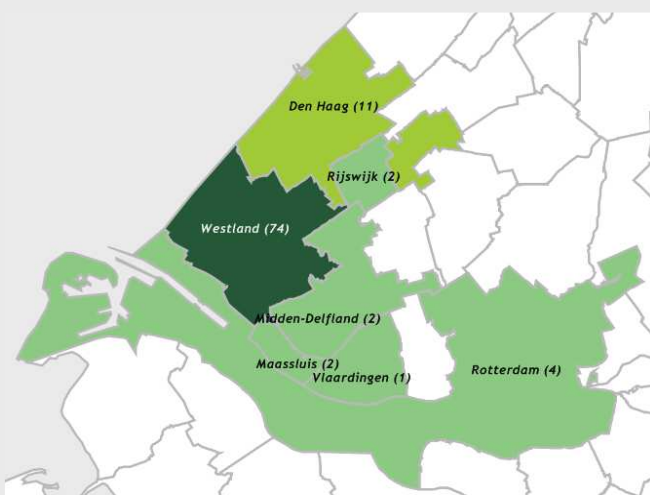 Den Haag (11)
Rijswijk (2)
Westland (74)
Midden-Delfland (2)
Maassluis (2)
Vlaardingen (1)
Rotterdam (4)